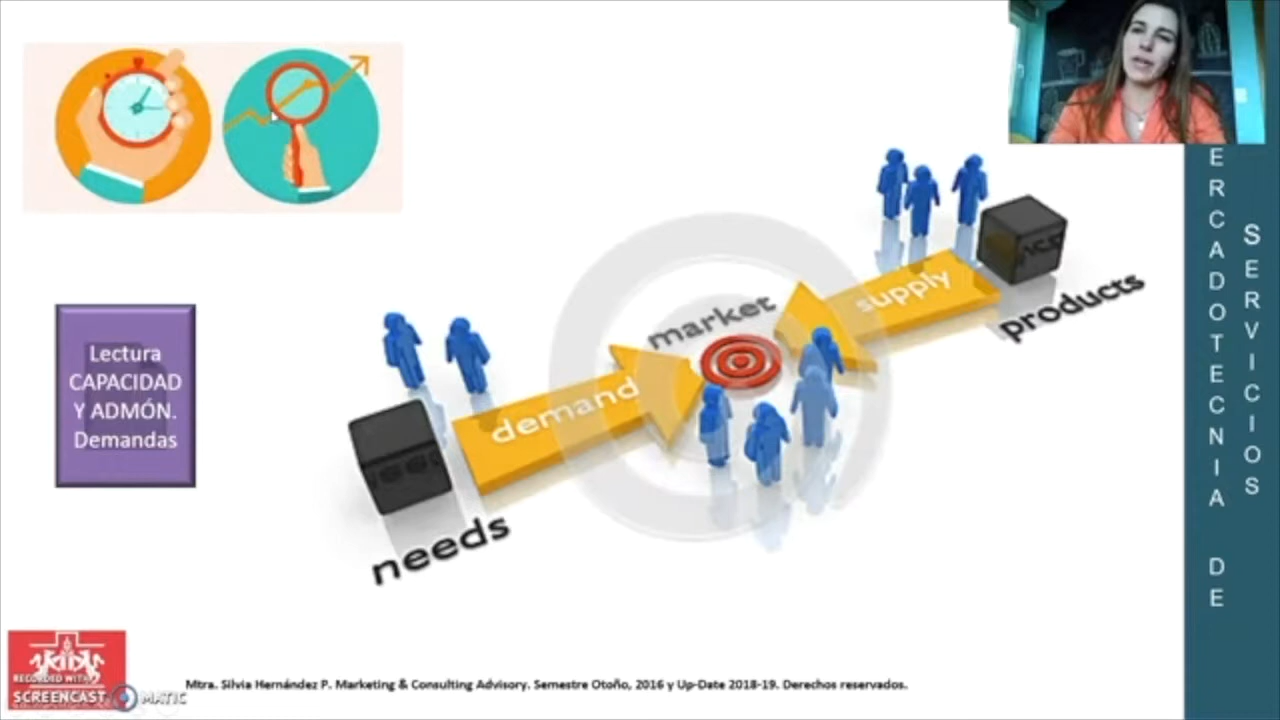 Lectura
CAPACIDAD
Y ADMÓN.
Demandas
market
supply
products
demand
needs
ERCADOTECNIA DE
SERVICIOS
RECORDED WITH
SCREENCAST
MATIC
Mtra. Silvia Hernández P. Marketing & Consulting Advisory. Semestre Otoño, 2016 y Up-Date 2018-19. Derechos reservados.